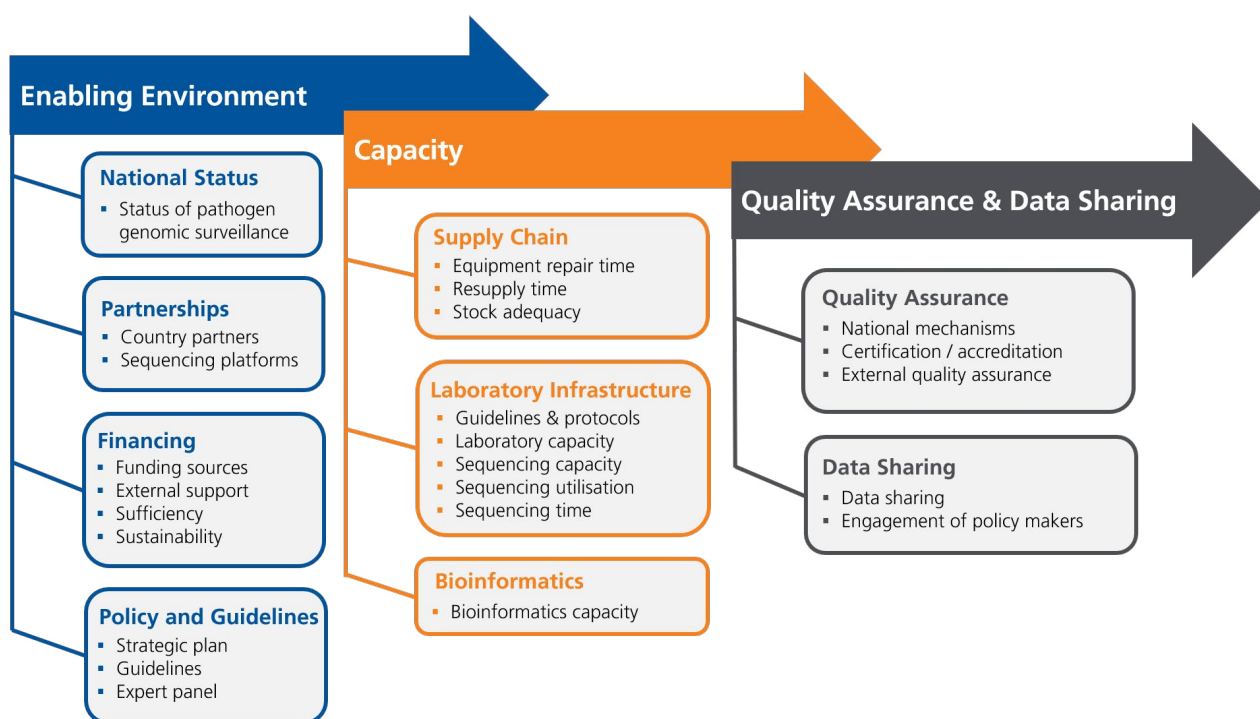 Enabling Environment
National Status
▪ Status of pathogen
genomic surveillance
Partnerships
▪ Country partners
▪ Sequencing platforms
Financing
▪ Funding sources
▪ External support
▪ Sufficiency
▪ Sustainability
Policy and Guidelines
▪ Strategic plan
▪ Guidelines
▪ Expert panel
Capacity
Supply Chain
▪ Equipment repair time
▪ Resupply time
▪ Stock adequacy
Laboratory Infrastructure
▪ Guidelines & protocols
▪ Laboratory capacity
▪ Sequencing capacity
▪ Sequencing utilisation
▪ Sequencing time
Bioinformatics
▪ Bioinformatics capacity
Quality Assurance & Data Sharing
Quality Assurance
▪ National mechanisms
▪ Certification / accreditation
▪ External quality assurance
Data Sharing
▪ Data sharing
▪ Engagement of policy makers